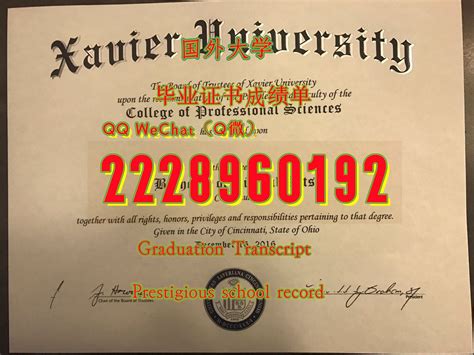 Xavier University
国外大学
The Board of Trustees of Xavier University
upon the
College of Professional Sciences
毕业证书成绩单
QQ WeChat（Q微）
2228960192
together with all rights, honors, privileges and responsibilities pertaining to that degree.
Given in the City of Cincinnati, State of Ohio
2016
Graduation Transcript
Prestigious school record